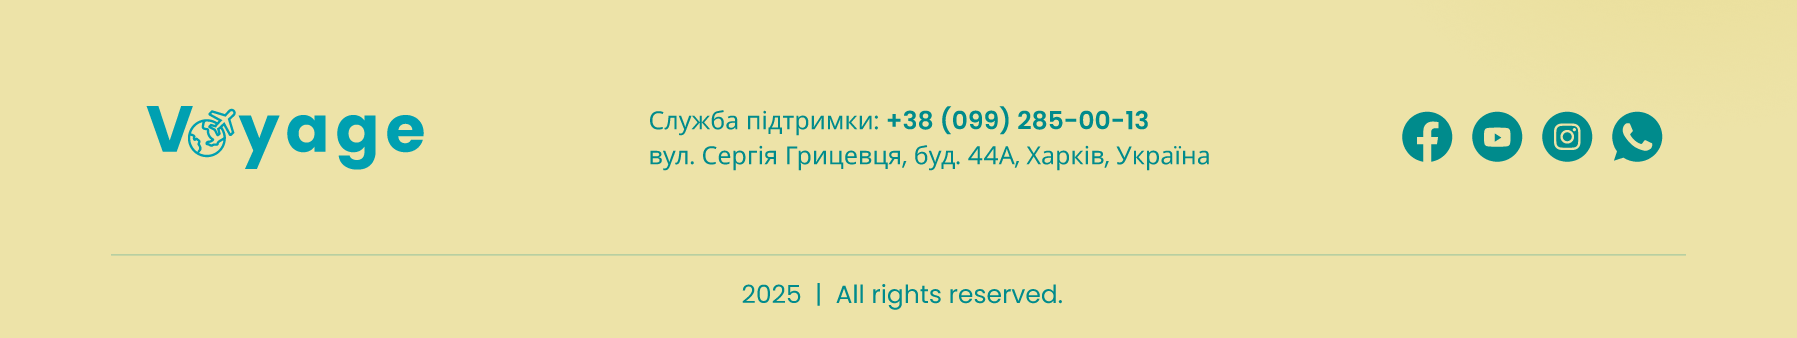 Voyage
Служба підтримки: +38 (099) 285-00-13
вул. Сергія Грицевця, буд. 44А, Харків, Україна
2025 | All rights reserved.